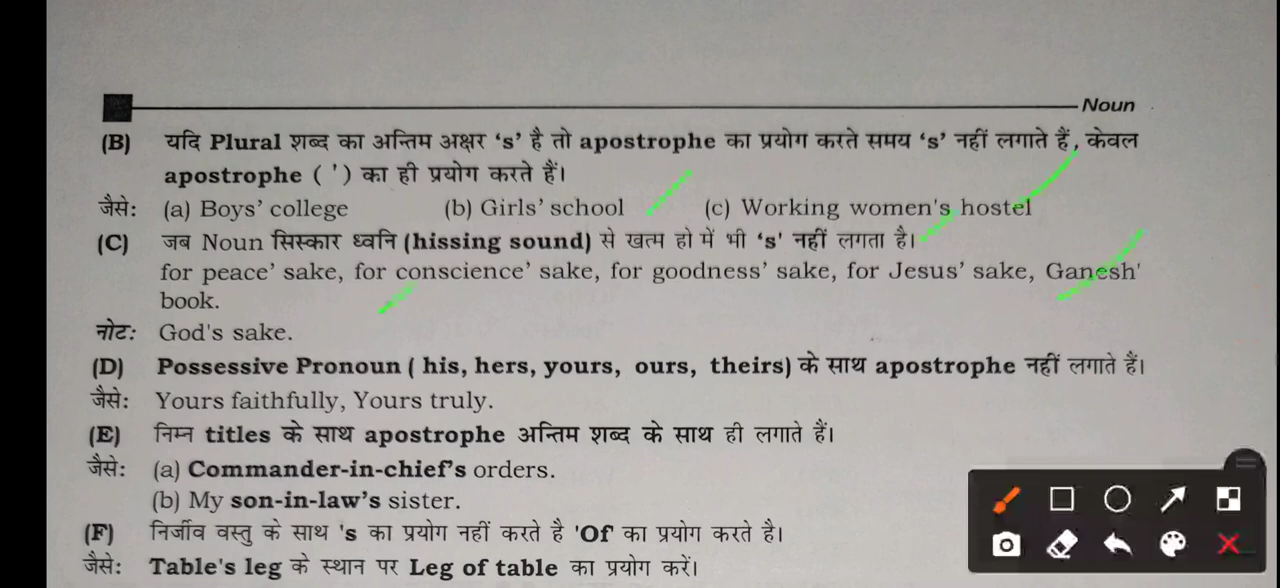 Noun
(B) यदि Plural शब्द का अन्तिम अक्षर ‘s’ है तो apostrophe का प्रयोग करते समय ‘s’ नहीं लगाते हैं, केवल
apostrophe ( ' ) का ही प्रयोग करते हैं।
जैसे: (a) Boys’ college (b) Girls’ school (c) Working women's hostel
(C) जब Noun सिस्कार ध्वनि (hissing sound) से खत्म हो में भी ‘s' नहीं लगता है।
for peace’ sake, for conscience’ sake, for goodness’ sake, for Jesus’ sake, Ganesh'
book.
नोट: God's sake.
(D) Possessive Pronoun ( his, hers, yours, ours, theirs) के साथ apostrophe नहीं लगाते हैं।
जैसे: Yours faithfully, Yours truly.
(E) निम्न titles के साथ apostrophe अन्तिम शब्द के साथ ही लगाते हैं।
जैसे: (a) Commander-in-chief’s orders.
(b) My son-in-law’s sister.
(F) निर्जीव वस्तु के साथ 's का प्रयोग नहीं करते है 'Of' का प्रयोग करते है।
जैसे: Table's leg के स्थान पर Leg of table का प्रयोग करें।